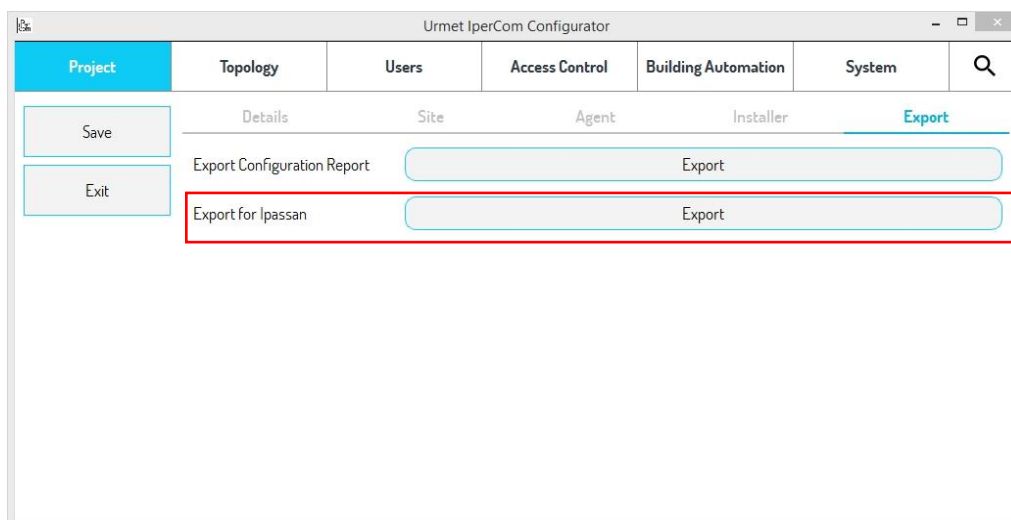 Urmet IperCom Configurator
Project Topology Users Access Control Building Automation System
Save
Exit
Details Site Agent Installer Export
Export Configuration Report Export
Export for Ipassan Export